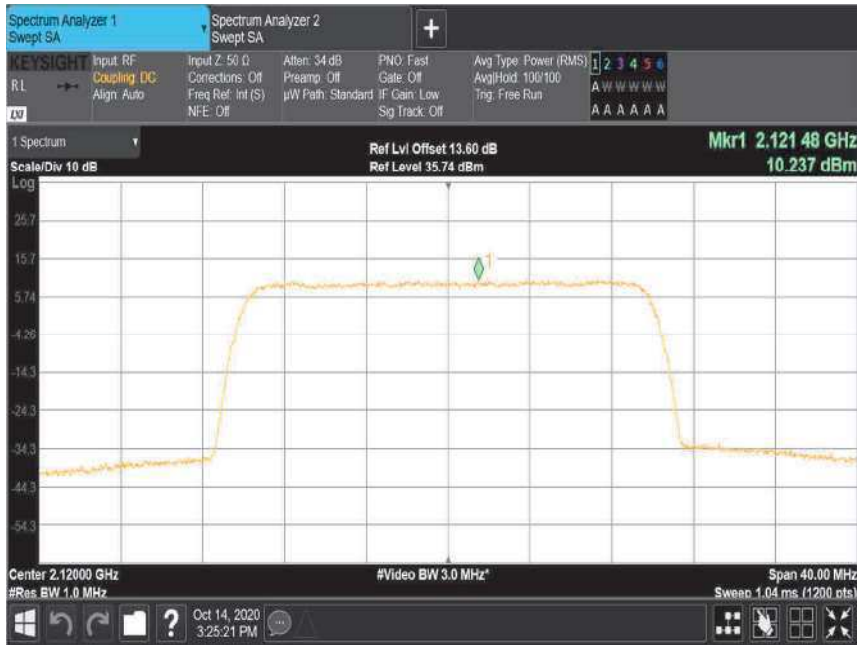 Spectrum Analyzer 1
Swept SA
Spectrum Analyzer 2
Swept SA
+
KEYSIGHT
RL
LXI
Input: RF
Coupling: DC
Align: Auto
Input Z: 50 Ω
Corrections: Off
Freq Ref: Int (S)
NFE: Off
Atten: 34 dB
Preamp: Off
µW Path: Standard
PNO: Fast
Gate: Off
IF Gain: Low
Sig Track: Off
Avg Type: Power (RMS)
Avg|Hold: 100/100
Trig: Free Run
1 2 3 4 5 6
A W W W W W
A A A A A A
1 Spectrum
Scale/Div 10 dB
Log
Ref Lvl Offset 13.60 dB
Ref Level 35.74 dBm
Mkr1 2.121 48 GHz
10.237 dBm
25.7
15.7
5.74
-4.26
-14.3
-24.3
-34.3
-44.3
-54.3
1
Center 2.12000 GHz
#Res BW 1.0 MHz
#Video BW 3.0 MHz*
Span 40.00 MHz
Sweep 1.04 ms (1200 pts)
?
Oct 14, 2020
3:25:21 PM